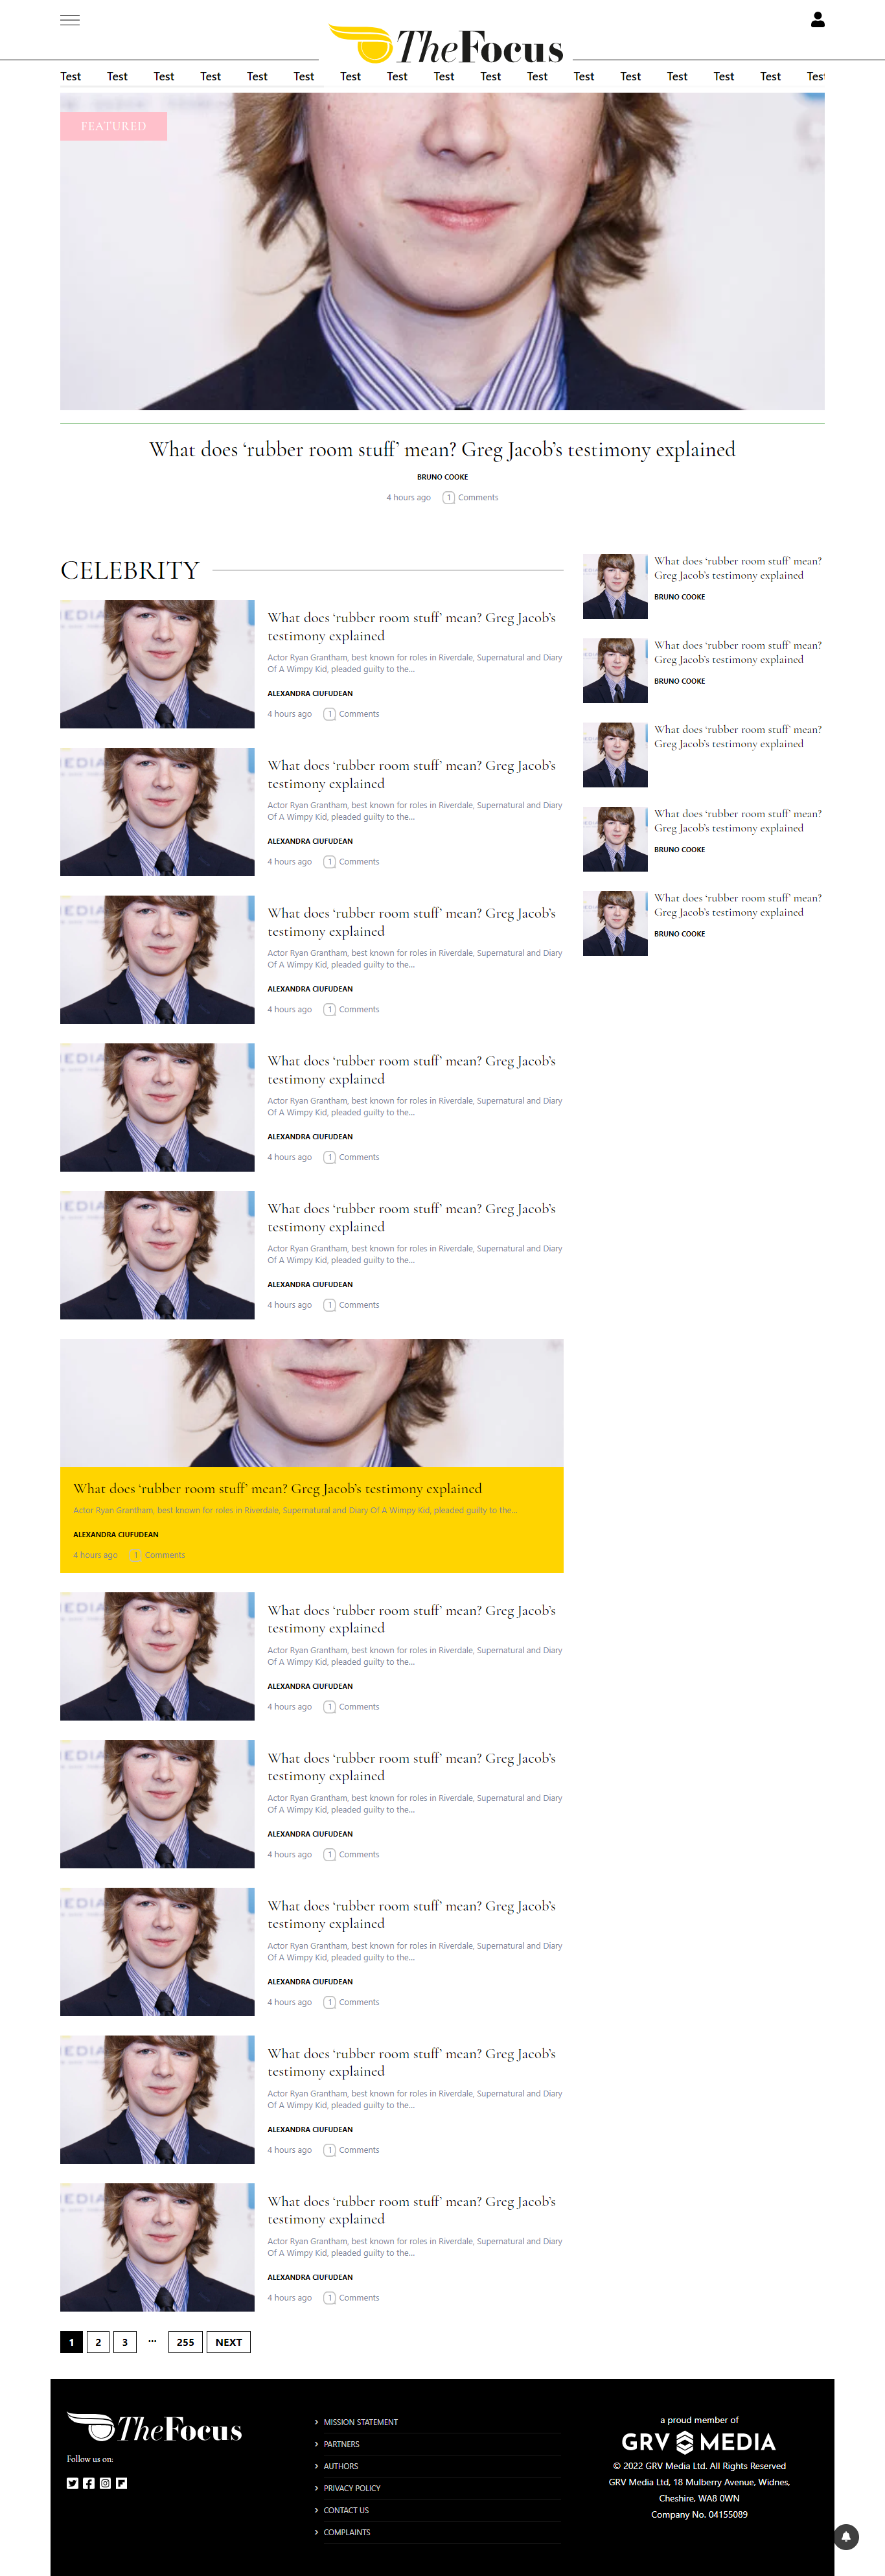 TheFocus
Test Test Test Test Test Test Test Test Test Test Test Test Test Test Test Test Test
FEATURED
What does ‘rubber room stuff’ mean? Greg Jacob’s testimony explained
BRUNO COOKE
4 hours ago 1 Comments
CELEBRITY
What does ‘rubber room stuff’ mean? Greg Jacob’s
testimony explained
Actor Ryan Grantham, best known for roles in Riverdale, Supernatural and Diary
Of A Wimpy Kid, pleaded guilty to the...
ALEXANDRA CIUFUDEAN
4 hours ago 1 Comments
What does ‘rubber room stuff’ mean? Greg Jacob’s
testimony explained
Actor Ryan Grantham, best known for roles in Riverdale, Supernatural and Diary
Of A Wimpy Kid, pleaded guilty to the...
ALEXANDRA CIUFUDEAN
4 hours ago 1 Comments
What does ‘rubber room stuff’ mean? Greg Jacob’s
testimony explained
Actor Ryan Grantham, best known for roles in Riverdale, Supernatural and Diary
Of A Wimpy Kid, pleaded guilty to the...
ALEXANDRA CIUFUDEAN
4 hours ago 1 Comments
What does ‘rubber room stuff’ mean? Greg Jacob’s
testimony explained
Actor Ryan Grantham, best known for roles in Riverdale, Supernatural and Diary
Of A Wimpy Kid, pleaded guilty to the...
ALEXANDRA CIUFUDEAN
4 hours ago 1 Comments
What does ‘rubber room stuff’ mean? Greg Jacob’s
testimony explained
Actor Ryan Grantham, best known for roles in Riverdale, Supernatural and Diary
Of A Wimpy Kid, pleaded guilty to the...
ALEXANDRA CIUFUDEAN
4 hours ago 1 Comments
What does ‘rubber room stuff’ mean? Greg Jacob’s testimony explained
Actor Ryan Grantham, best known for roles in Riverdale, Supernatural and Diary Of A Wimpy Kid, pleaded guilty to the...
ALEXANDRA CIUFUDEAN
4 hours ago 1 Comments
What does ‘rubber room stuff’ mean? Greg Jacob’s
testimony explained
Actor Ryan Grantham, best known for roles in Riverdale, Supernatural and Diary
Of A Wimpy Kid, pleaded guilty to the...
ALEXANDRA CIUFUDEAN
4 hours ago 1 Comments
What does ‘rubber room stuff’ mean? Greg Jacob’s
testimony explained
Actor Ryan Grantham, best known for roles in Riverdale, Supernatural and Diary
Of A Wimpy Kid, pleaded guilty to the...
ALEXANDRA CIUFUDEAN
4 hours ago 1 Comments
What does ‘rubber room stuff’ mean? Greg Jacob’s
testimony explained
Actor Ryan Grantham, best known for roles in Riverdale, Supernatural and Diary
Of A Wimpy Kid, pleaded guilty to the...
ALEXANDRA CIUFUDEAN
4 hours ago 1 Comments
What does ‘rubber room stuff’ mean? Greg Jacob’s
testimony explained
Actor Ryan Grantham, best known for roles in Riverdale, Supernatural and Diary
Of A Wimpy Kid, pleaded guilty to the...
ALEXANDRA CIUFUDEAN
4 hours ago 1 Comments
What does ‘rubber room stuff’ mean? Greg Jacob’s
testimony explained
Actor Ryan Grantham, best known for roles in Riverdale, Supernatural and Diary
Of A Wimpy Kid, pleaded guilty to the...
ALEXANDRA CIUFUDEAN
4 hours ago 1 Comments
1 2 3 ... 255 NEXT
What does ‘rubber room stuff’ mean?
Greg Jacob’s testimony explained
BRUNO COOKE
What does ‘rubber room stuff’ mean?
Greg Jacob’s testimony explained
BRUNO COOKE
What does ‘rubber room stuff’ mean?
Greg Jacob’s testimony explained
What does ‘rubber room stuff’ mean?
Greg Jacob’s testimony explained
BRUNO COOKE
What does ‘rubber room stuff’ mean?
Greg Jacob’s testimony explained
BRUNO COOKE
TheFocus
Follow us on:
MISSION STATEMENT
PARTNERS
AUTHORS
PRIVACY POLICY
CONTACT US
COMPLAINTS
a proud member of
GRV MEDIA
© 2022 GRV Media Ltd. All Rights Reserved
GRV Media Ltd, 18 Mulberry Avenue, Widnes,
Cheshire, WA8 0WN
Company No. 04155089